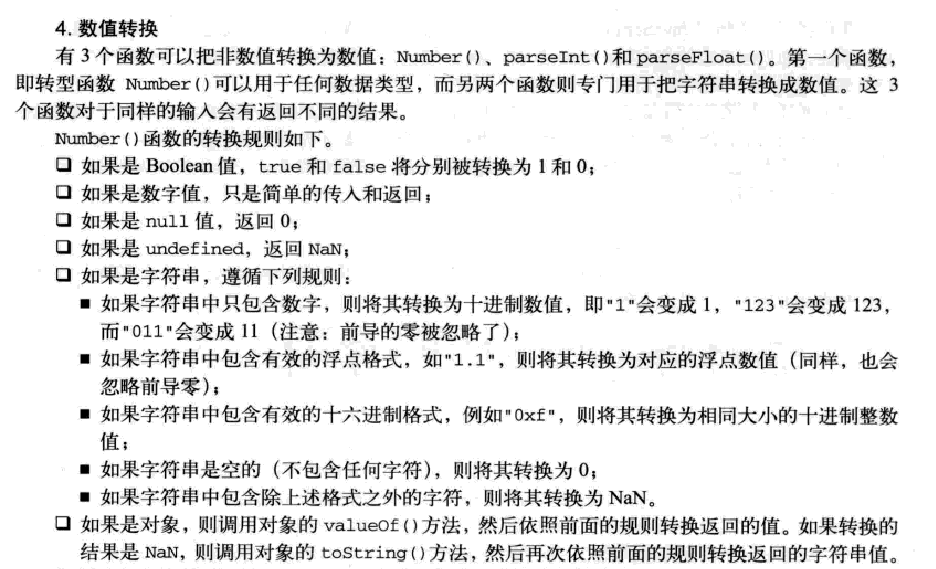 4. 数值转换
有 3 个函数可以把非数值转换为数值：Number()、parseInt()和 parseFloat()。第一个函数，
即转型函数 Number()可以用于任何数据类型，而另两个函数则专门用于把字符串转换成数值。这 3
个函数对于同样的输入会有返回不同的结果。
Number()函数的转换规则如下。
❑ 如果是 Boolean 值，true 和 false 将分别被转换为 1 和 0；
❑ 如果是数字值，只是简单的传入和返回；
❑ 如果是 null 值，返回 0；
❑ 如果是 undefined，返回 NaN；
❑ 如果是字符串，遵循下列规则：
■ 如果字符串中只包含数字，则将其转换为十进制数值，即"1"会变成 1，"123"会变成 123，
而"011"会变成 11（注意：前导的零被忽略了）；
■ 如果字符串中包含有效的浮点格式，如"1.1"，则将其转换为对应的浮点数值（同样，也会
忽略前导零）；
■ 如果字符串中包含有效的十六进制格式，例如"0xf"，则将其转换为相同大小的十进制整数
值；
■ 如果字符串是空的（不包含任何字符），则将其转换为 0；
■ 如果字符串中包含除上述格式之外的字符，则将其转换为 NaN。
❑ 如果是对象，则调用对象的 valueOf()方法，然后依照前面的规则转换返回的值。如果转换的
结果是 NaN，则调用对象的 toString()方法，然后再次依照前面的规则转换返回的字符串值。